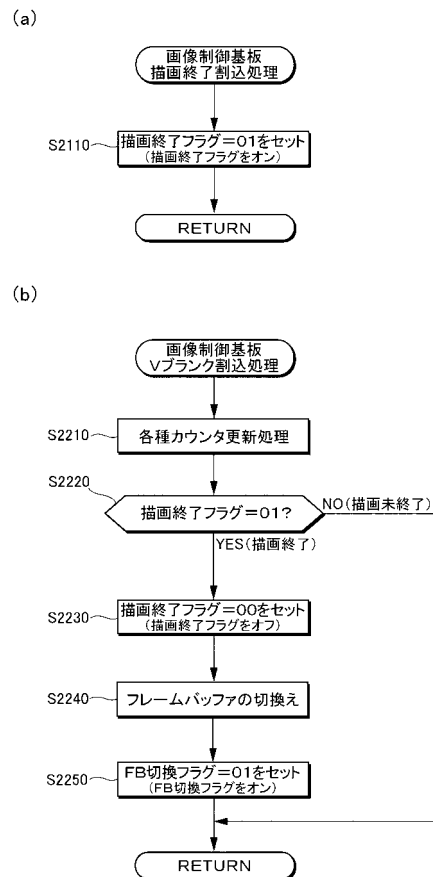 (a)
画像制御基板
描画終了割込処理
S2110
描画終了フラグ=01をセット
(描画終了フラグをオン)
RETURN
(b)
画像制御基板
Vブランク割込処理
S2210
各種カウンタ更新処理
S2220
描画終了フラグ=01?
NO(描画未終了)
YES(描画終了)
S2230
描画終了フラグ=00をセット
(描画終了フラグをオフ)
S2240
フレームバッファの切換え
S2250
FB切換フラグ=01をセット
(FB切換フラグをオン)
RETURN